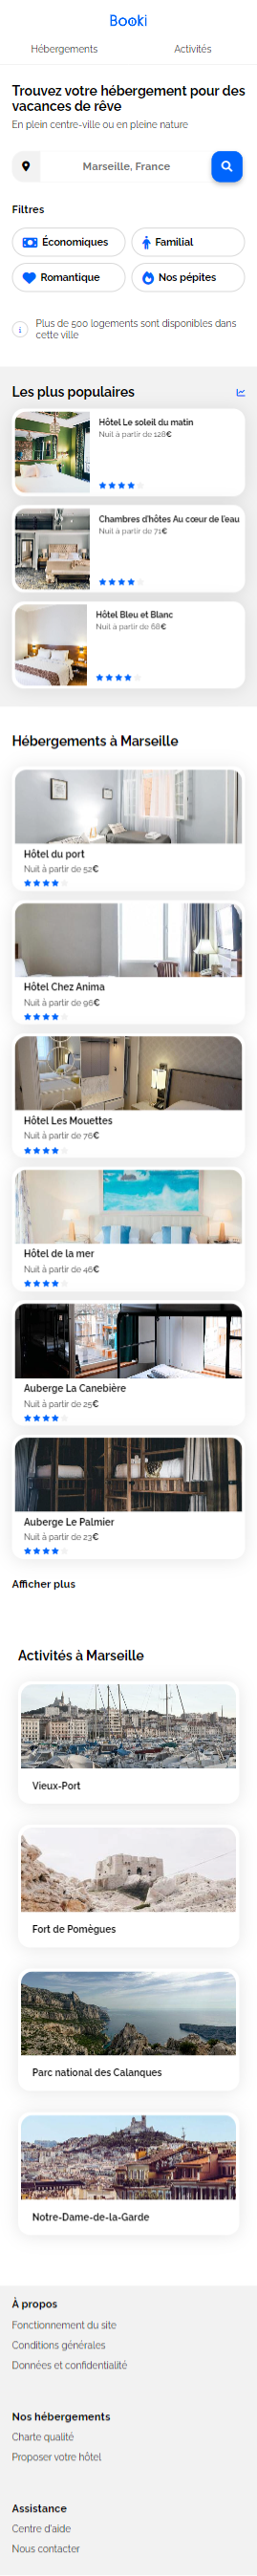 Booki
Hébergements
Activités
Trouvez votre hébergement pour des
vacances de rêve
En plein centre-ville ou en pleine nature
Marseille, France
Filtres
Économiques
Familial
Romantique
Nos pépites
Plus de 500 logements sont disponibles dans
cette ville
Les plus populaires
Hôtel Le soleil du matin
Nuit à partir de 128€
Chambres d'hôtes Au cœur de l'eau
Nuit à partir de 71€
Hôtel Bleu et Blanc
Nuit à partir de 68€
Hébergements à Marseille
Hôtel du port
Nuit à partir de 52€
Hôtel Chez Anima
Nuit à partir de 96€
Hôtel Les Mouettes
Nuit à partir de 76€
Hôtel de la mer
Nuit à partir de 46€
Auberge La Canebière
Nuit à partir de 25€
Auberge Le Palmier
Nuit à partir de 23€
Afficher plus
Activités à Marseille
Vieux-Port
Fort de Pomègues
Parc national des Calanques
Notre-Dame-de-la-Garde
À propos
Fonctionnement du site
Conditions générales
Données et confidentialité
Nos hébergements
Charte qualité
Proposer votre hôtel
Assistance
Centre d'aide
Nous contacter